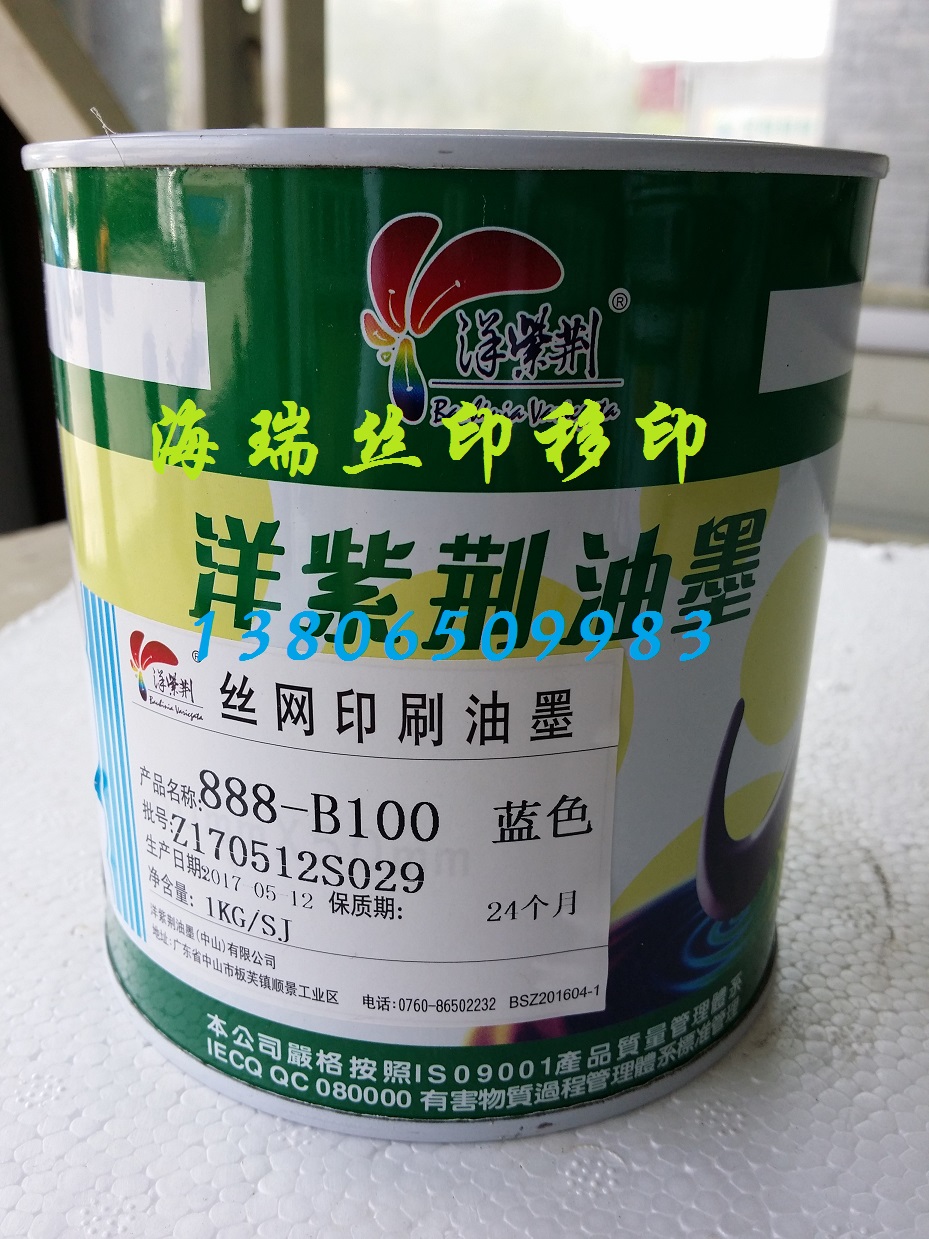 洋紫荆®
Bauhinia Variegata
海瑞丝印移印
洋紫荆油墨
13806509983
洋紫荆®
Bauhinia Variegata
丝网印刷油墨
产品名称:888-B100 蓝色
批号:Z170512S029
生产日期:2017-05-12 保质期: 24个月
净含量: 1KG/SJ
洋紫荆油墨(中山)有限公司
地址:广东省中山市板芙镇顺景工业区 电话:0760-86502232 BSZ201604-1
本公司嚴格按照ISO9001產品質量管理體系
IECQ QC 080000 有害物質過程管理體系標准管理